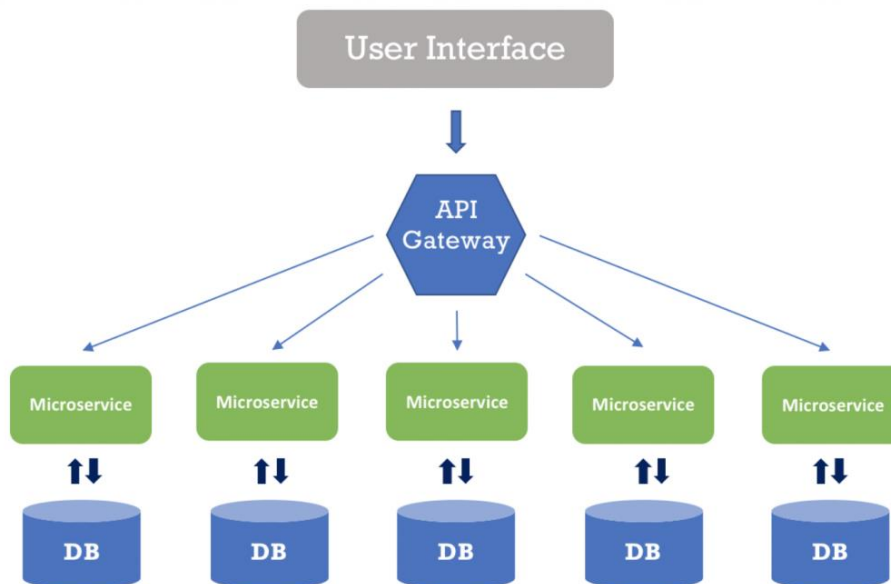 User Interface
API
Gateway
Microservice
Microservice
Microservice
Microservice
Microservice
DB
DB
DB
DB
DB